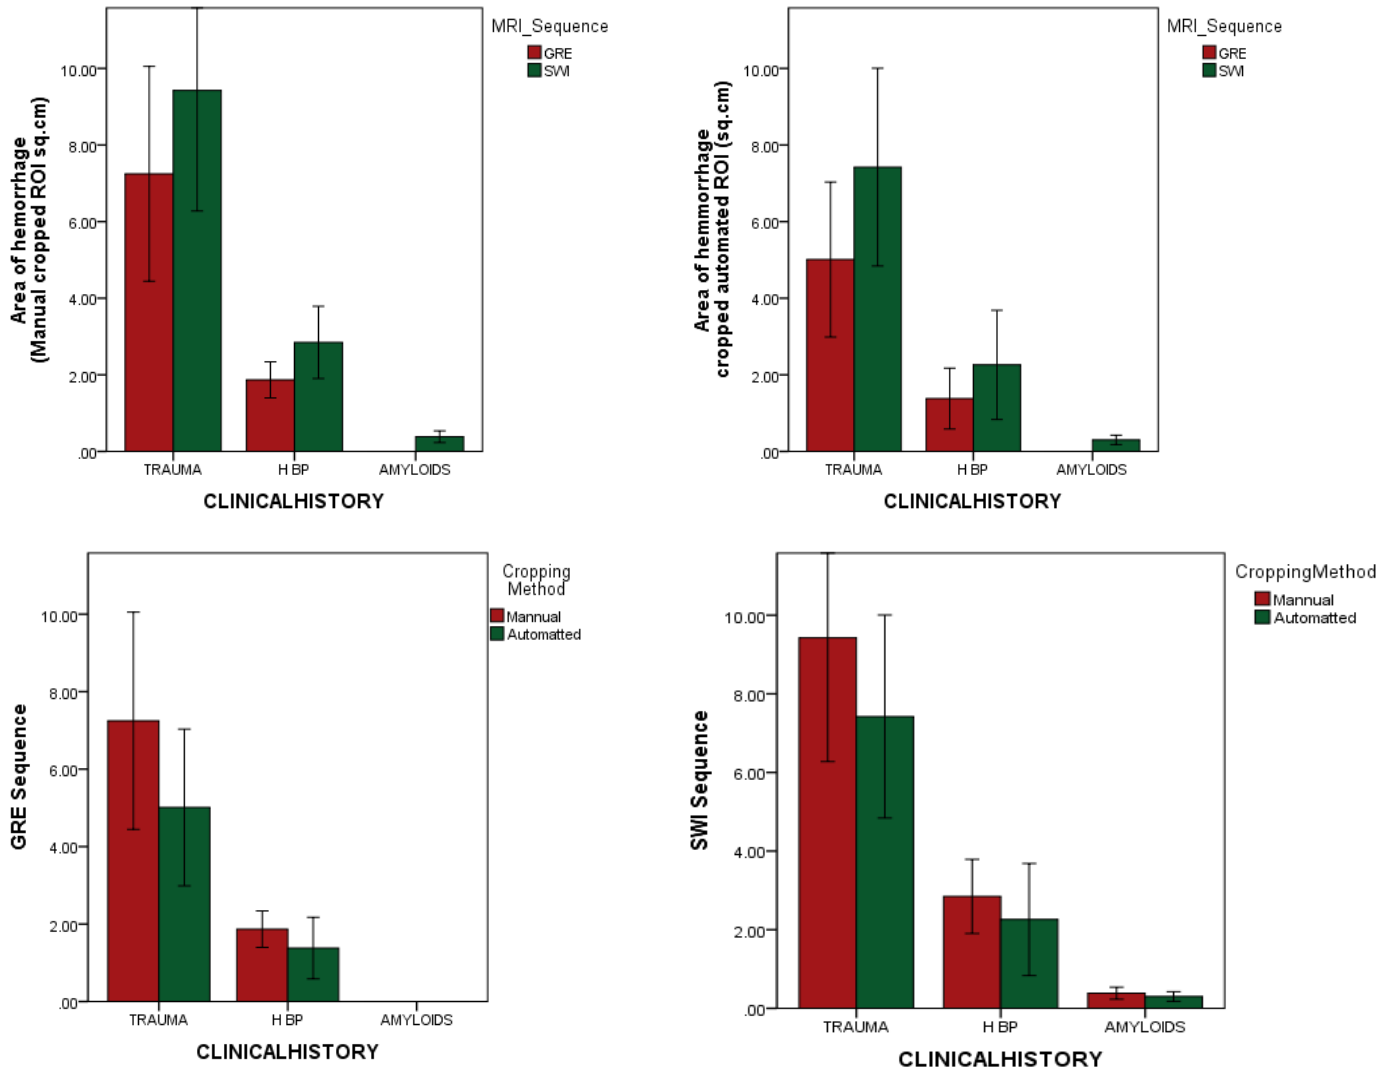 MRI_Sequence
GRE
SWI
10.00
8.00
6.00
4.00
2.00
.00
Area of hemorrhage
(Manual cropped ROI sq.cm)
TRAUMA H BP AMYLOIDS
CLINICALHISTORY
MRI_Sequence
GRE
SWI
10.00
8.00
6.00
4.00
2.00
.00
Area of hemmorrhage
cropped automated ROI (sq.cm)
TRAUMA H BP AMYLOIDS
CLINICALHISTORY
Cropping
Method
Mannual
Automatted
10.00
8.00
6.00
4.00
2.00
.00
GRE Sequence
TRAUMA H BP AMYLOIDS
CLINICALHISTORY
CroppingMethod
Mannual
Automatted
10.00
8.00
6.00
4.00
2.00
.00
SWI Sequence
TRAUMA H BP AMYLOIDS
CLINICALHISTORY